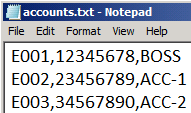 accounts.txt - Notepad
File Edit Format View Help
E001,12345678,BOSS
E002,23456789,ACC-1
E003,34567890,ACC-2